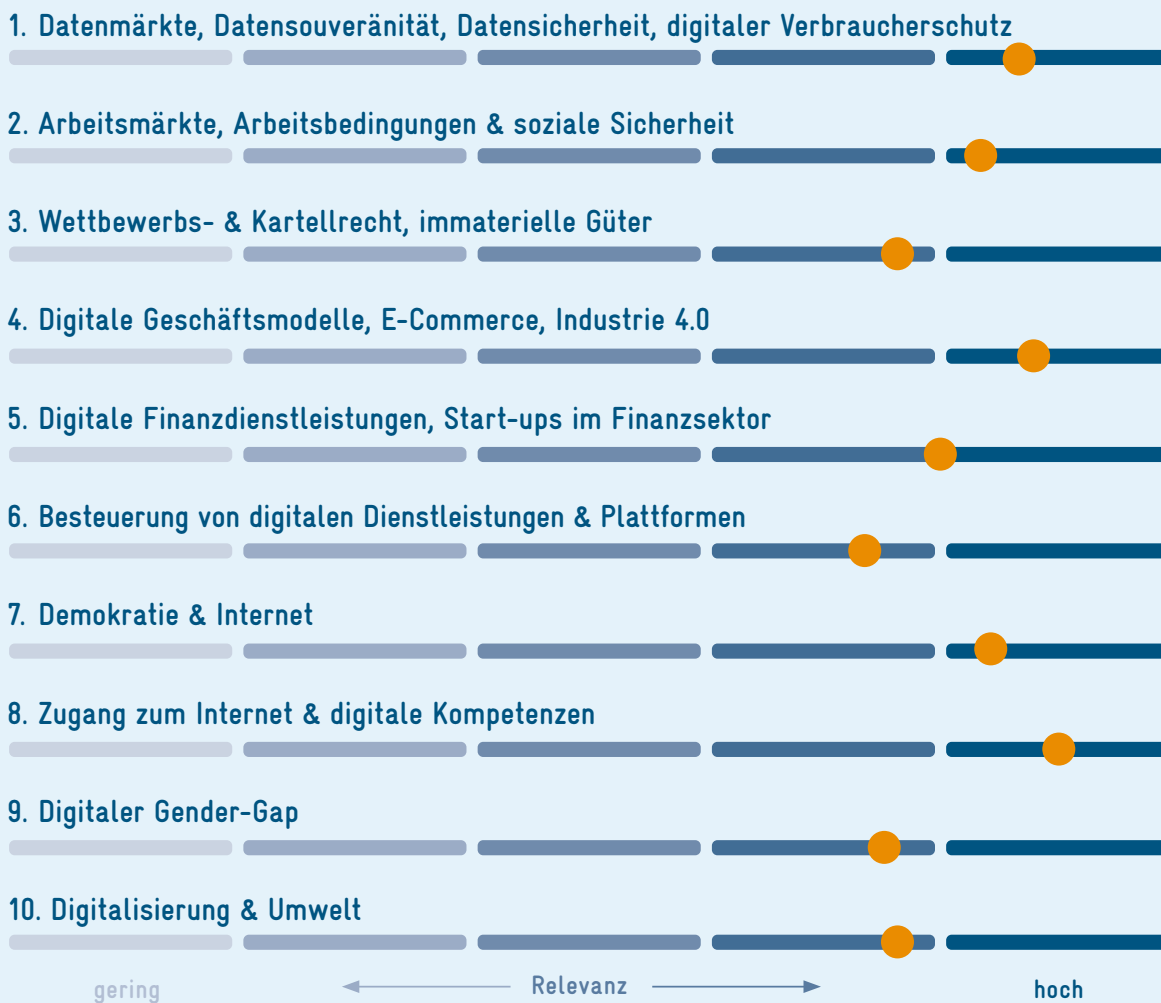 1. Datenmärkte, Datensouveränität, Datensicherheit, digitaler Verbraucherschutz
2. Arbeitsmärkte, Arbeitsbedingungen & soziale Sicherheit
3. Wettbewerbs- & Kartellrecht, immaterielle Güter
4. Digitale Geschäftsmodelle, E-Commerce, Industrie 4.0
5. Digitale Finanzdienstleistungen, Start-ups im Finanzsektor
6. Besteuerung von digitalen Dienstleistungen & Plattformen
7. Demokratie & Internet
8. Zugang zum Internet & digitale Kompetenzen
9. Digitaler Gender-Gap
10. Digitalisierung & Umwelt
gering Relevanz hoch